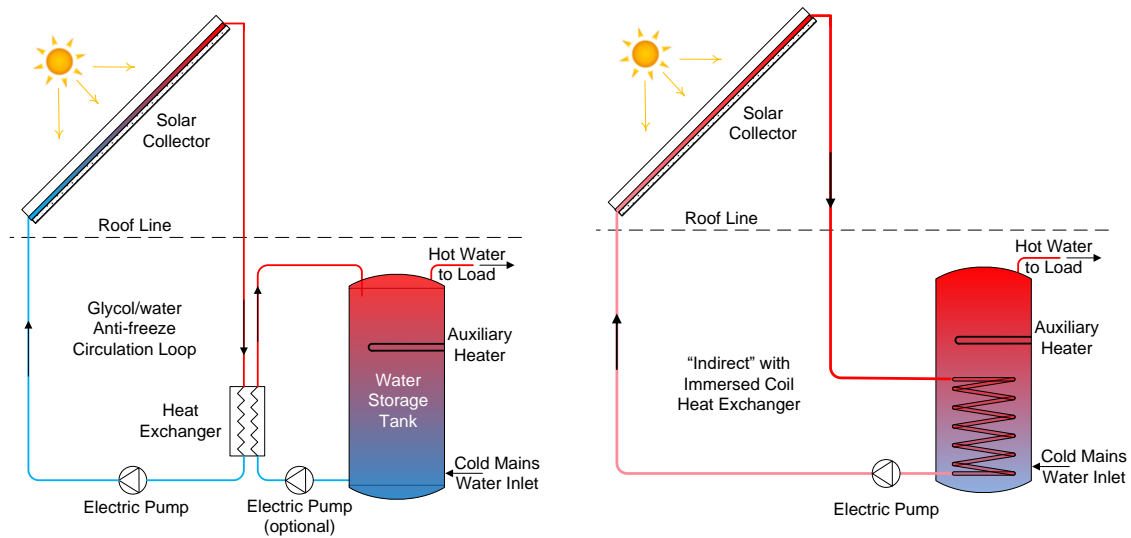 Solar
Collector
Roof Line
Hot Water
to Load
Glycol/water
Anti-freeze
Circulation Loop
Auxiliary
Heater
Water
Storage
Tank
Heat
Exchanger
Cold Mains
Water Inlet
Electric Pump
Electric Pump
(optional)
Solar
Collector
Roof Line
Hot Water
to Load
Auxiliary
Heater
“Indirect” with
Immersed Coil
Heat Exchanger
Cold Mains
Water Inlet
Electric Pump